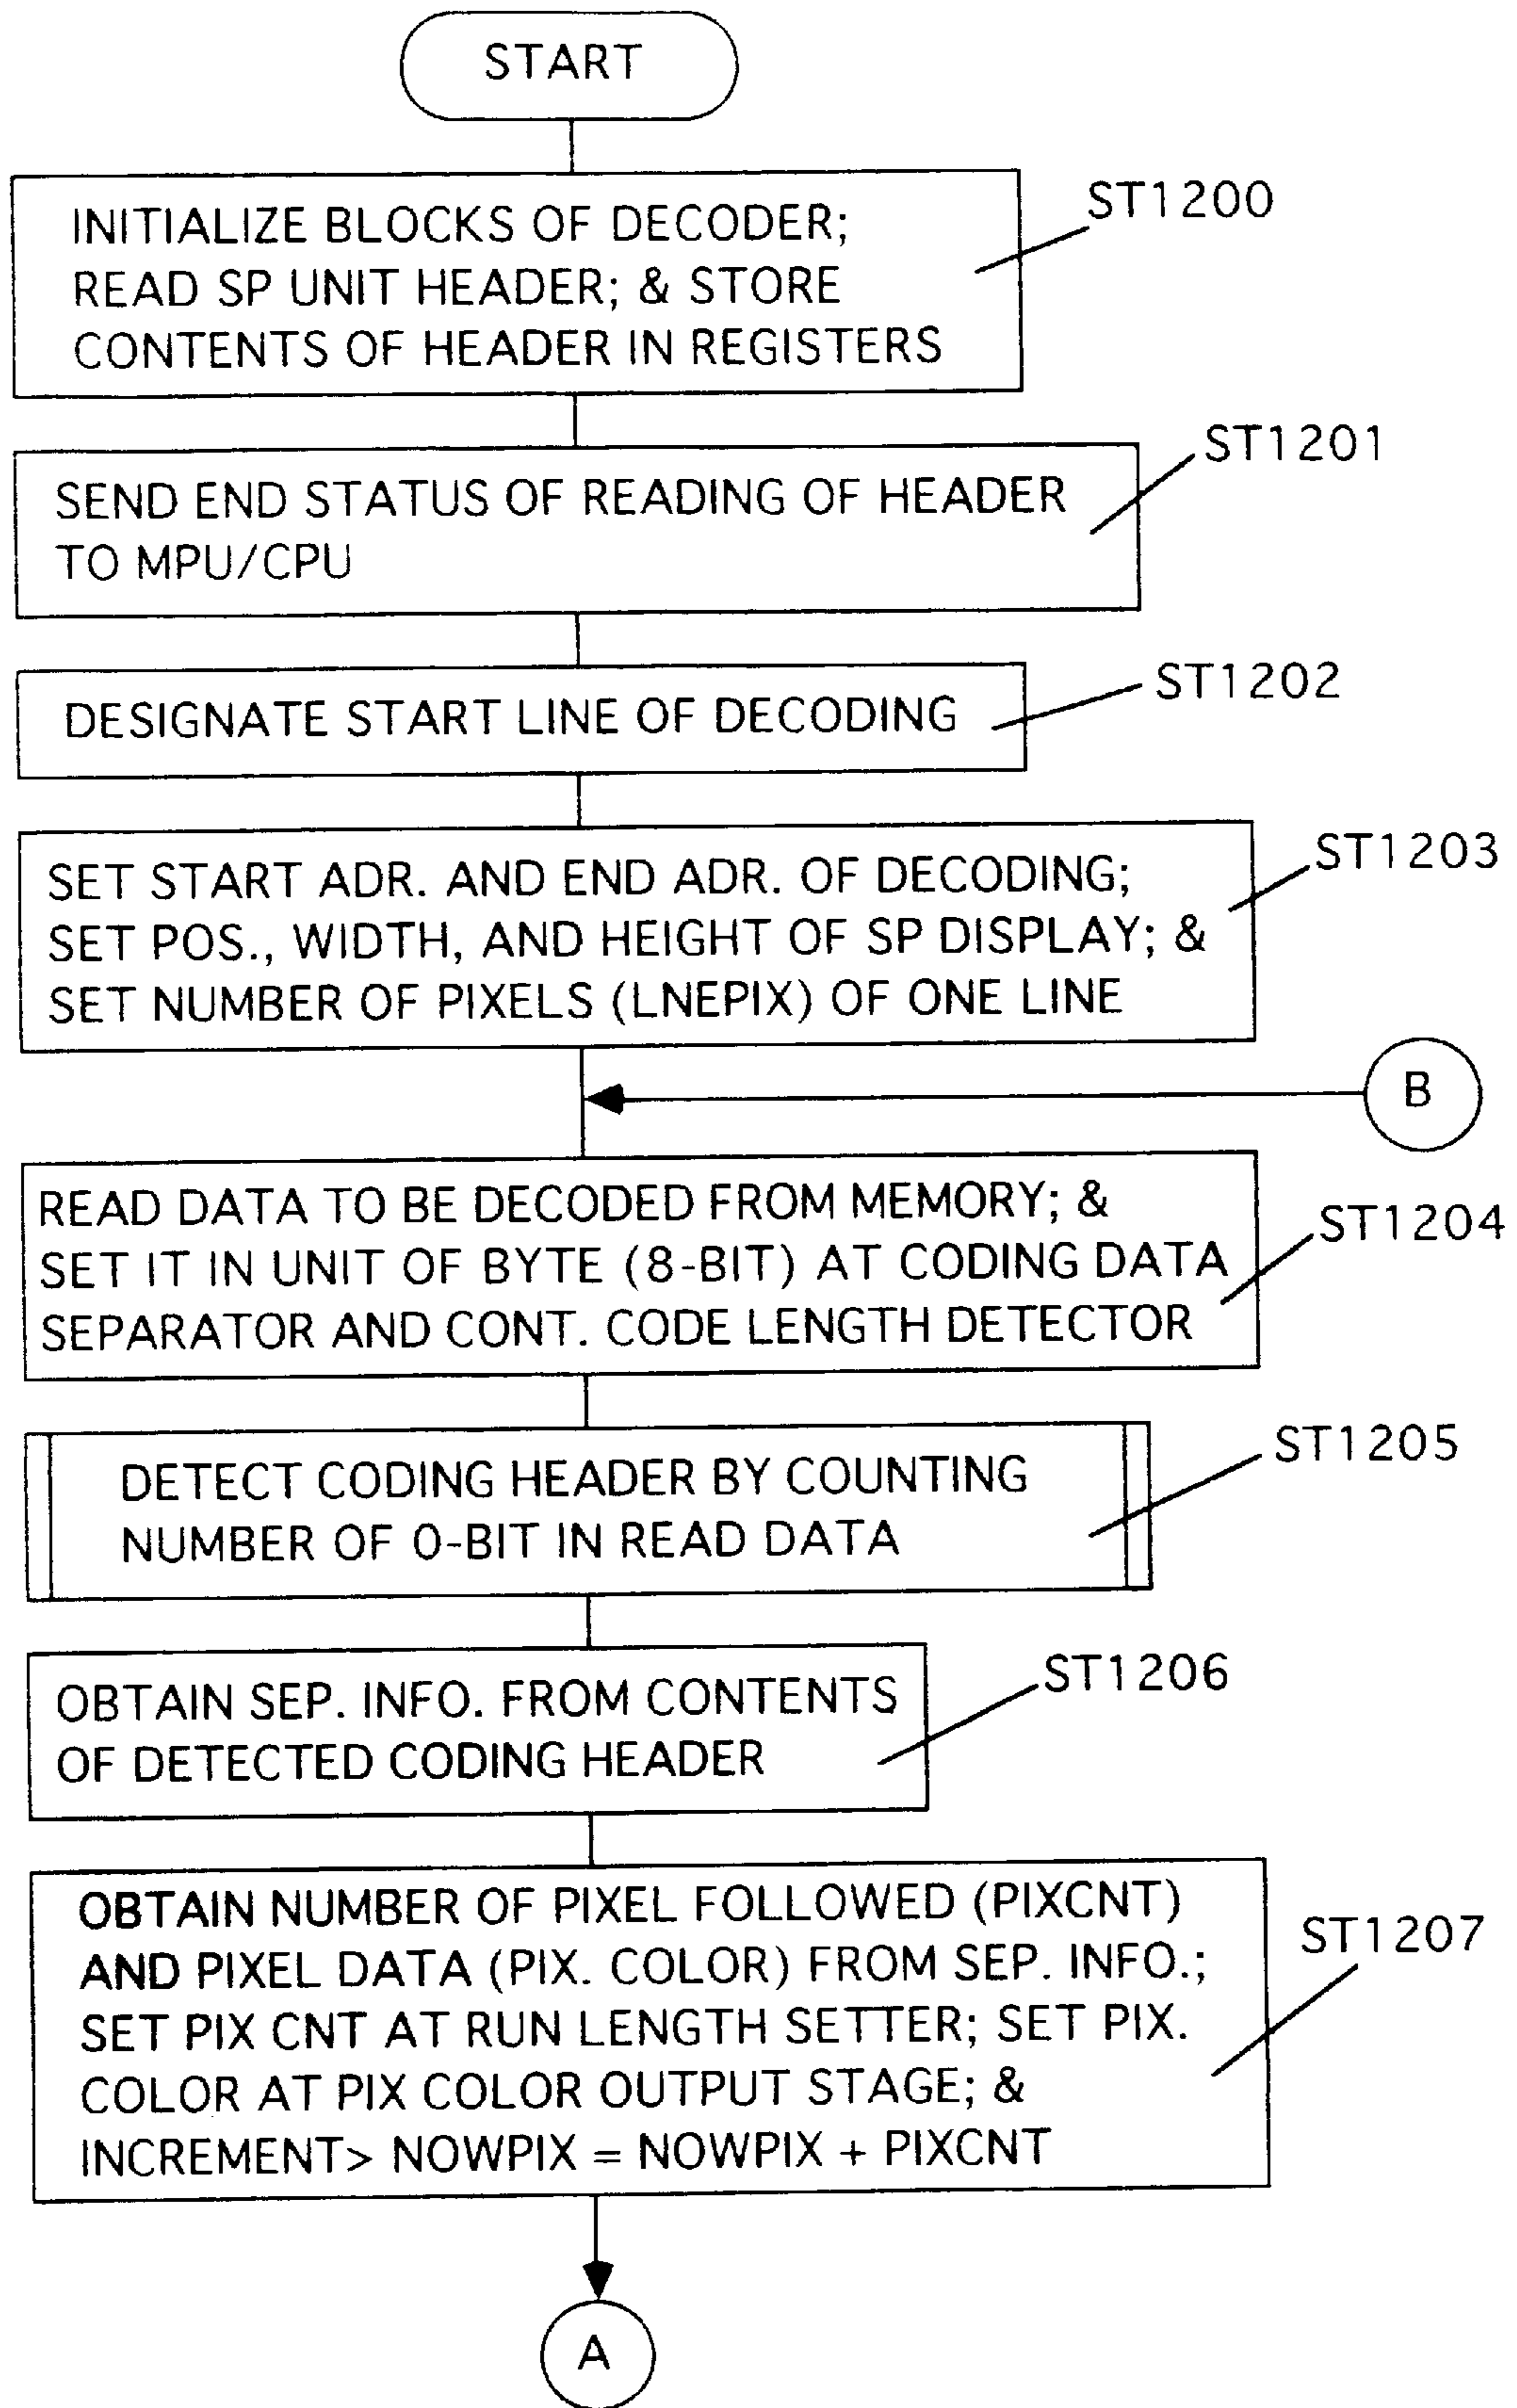 START
INITIALIZE BLOCKS OF DECODER;
READ SP UNIT HEADER; & STORE
CONTENTS OF HEADER IN REGISTERS
ST1200
SEND END STATUS OF READING OF HEADER
TO MPU/CPU
ST1201
DESIGNATE START LINE OF DECODING
ST1202
SET START ADR. AND END ADR. OF DECODING;
SET POS., WIDTH, AND HEIGHT OF SP DISPLAY; &
SET NUMBER OF PIXELS (LNEPIX) OF ONE LINE
ST1203
B
READ DATA TO BE DECODED FROM MEMORY; &
SET IT IN UNIT OF BYTE (8-BIT) AT CODING DATA
SEPARATOR AND CONT. CODE LENGTH DETECTOR
ST1204
DETECT CODING HEADER BY COUNTING
NUMBER OF 0-BIT IN READ DATA
ST1205
OBTAIN SEP. INFO. FROM CONTENTS
OF DETECTED CODING HEADER
ST1206
OBTAIN NUMBER OF PIXEL FOLLOWED (PIXCNT)
AND PIXEL DATA (PIX. COLOR) FROM SEP. INFO.;
SET PIX CNT AT RUN LENGTH SETTER; SET PIX.
COLOR AT PIX COLOR OUTPUT STAGE; &
INCREMENT> NOWPIX = NOWPIX + PIXCNT
ST1207
A